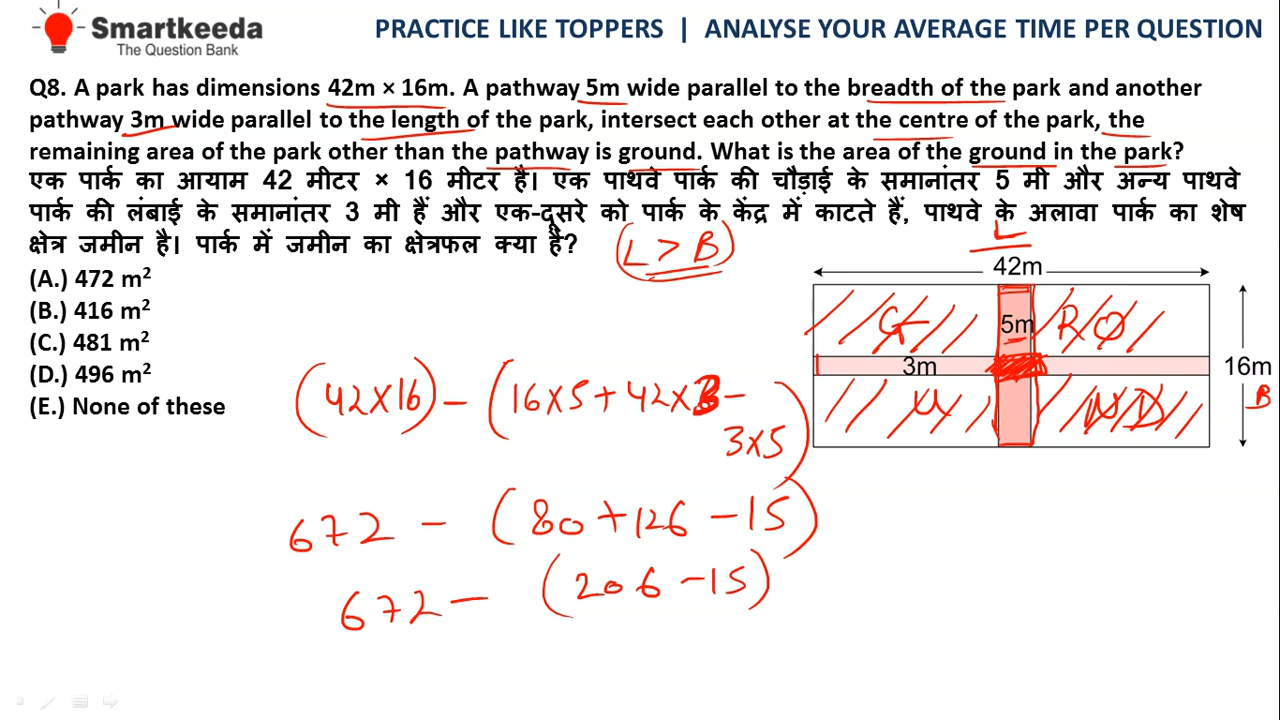 Smartkeeda
The Question Bank
PRACTICE LIKE TOPPERS | ANALYSE YOUR AVERAGE TIME PER QUESTION
Q8. A park has dimensions 42m × 16m. A pathway 5m wide parallel to the breadth of the park and another
pathway 3m wide parallel to the length of the park, intersect each other at the centre of the park, the
remaining area of the park other than the pathway is ground. What is the area of the ground in the park?
एक पार्क का आयाम 42 मीटर × 16 मीटर है। एक पाथवे पार्क की चौड़ाई के समानांतर 5 मी और अन्य पाथवे
पार्क की लंबाई के समानांतर 3 मी हैं और एक-दूसरे को पार्क के केंद्र में काटते हैं, पाथवे के अलावा पार्क का शेष
क्षेत्र जमीन है। पार्क में जमीन का क्षेत्रफल क्या है?
(L > B)
(A.) 472 m²
(B.) 416 m²
(C.) 481 m²
(D.) 496 m²
(E.) None of these
L
42m
G 5m R O
3m 16m
U N D B
(42×16) – (16×5 + 42×3 –
3×5)
672 – (80 + 126 – 15)
672 – (206 – 15)